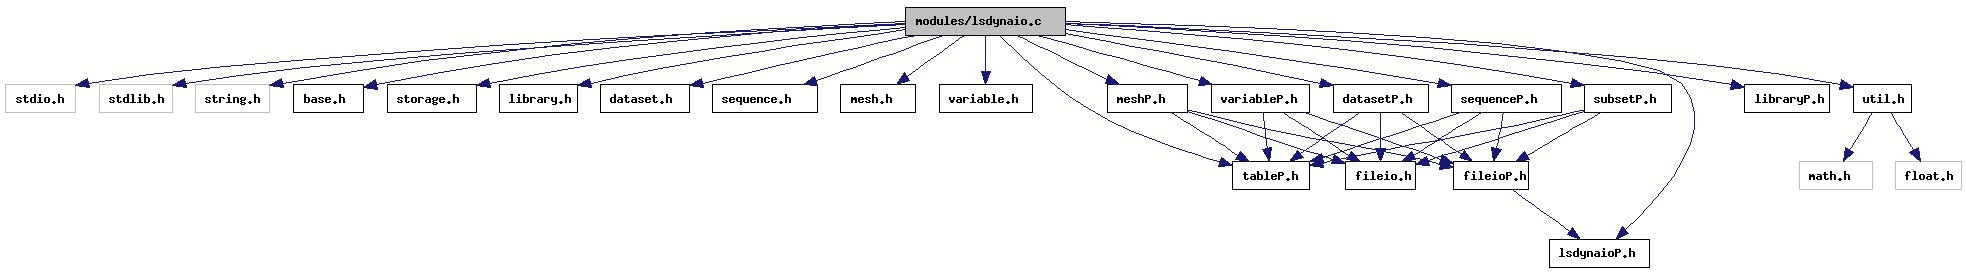 modules/lsdynaio.c
stdio.h
stdlib.h
string.h
base.h
storage.h
library.h
dataset.h
sequence.h
mesh.h
variable.h
meshP.h
variableP.h
datasetP.h
sequenceP.h
subsetP.h
libraryP.h
util.h
tableP.h
fileio.h
fileioP.h
math.h
float.h
lsdynaioP.h